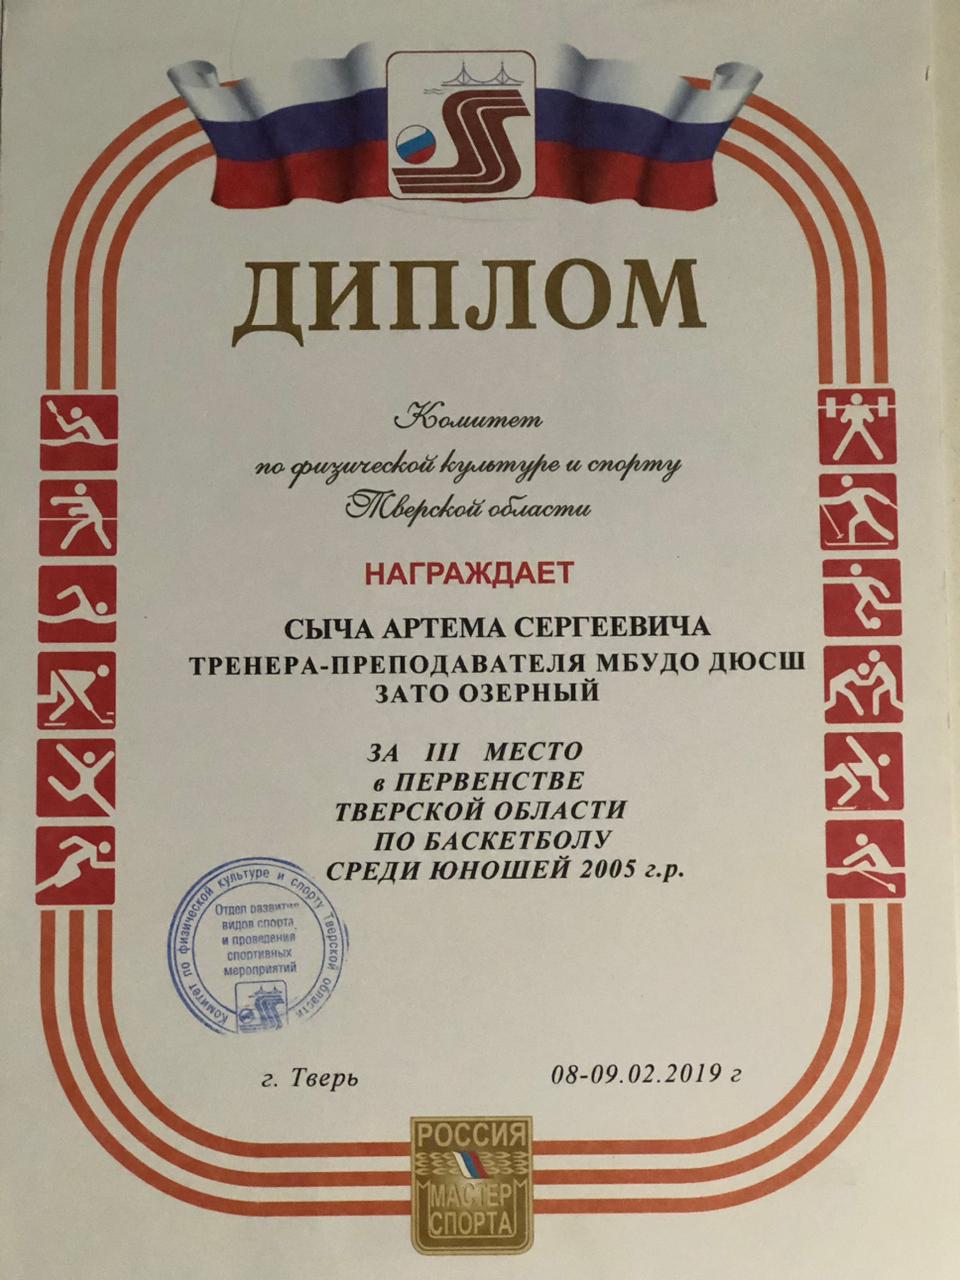 ДИПЛОМ
Комитет
по физической культуре и спорту
Тверской области
НАГРАЖДАЕТ
СЫЧА АРТЕМА СЕРГЕЕВИЧА
ТРЕНЕРА-ПРЕПОДАВАТЕЛЯ МБУДО ДЮСШ
ЗАТО ОЗЕРНЫЙ
ЗА III МЕСТО
в ПЕРВЕНСТВЕ
ТВЕРСКОЙ ОБЛАСТИ
ПО БАСКЕТБОЛУ
СРЕДИ ЮНОШЕЙ 2005 г.р.
Комитет по физической культуре и спорту Тверской области
Отдел развития
видов спорта
и проведения
спортивных
мероприятий
г. Тверь
08-09.02.2019 г
РОССИЯ
МАСТЕР
СПОРТА